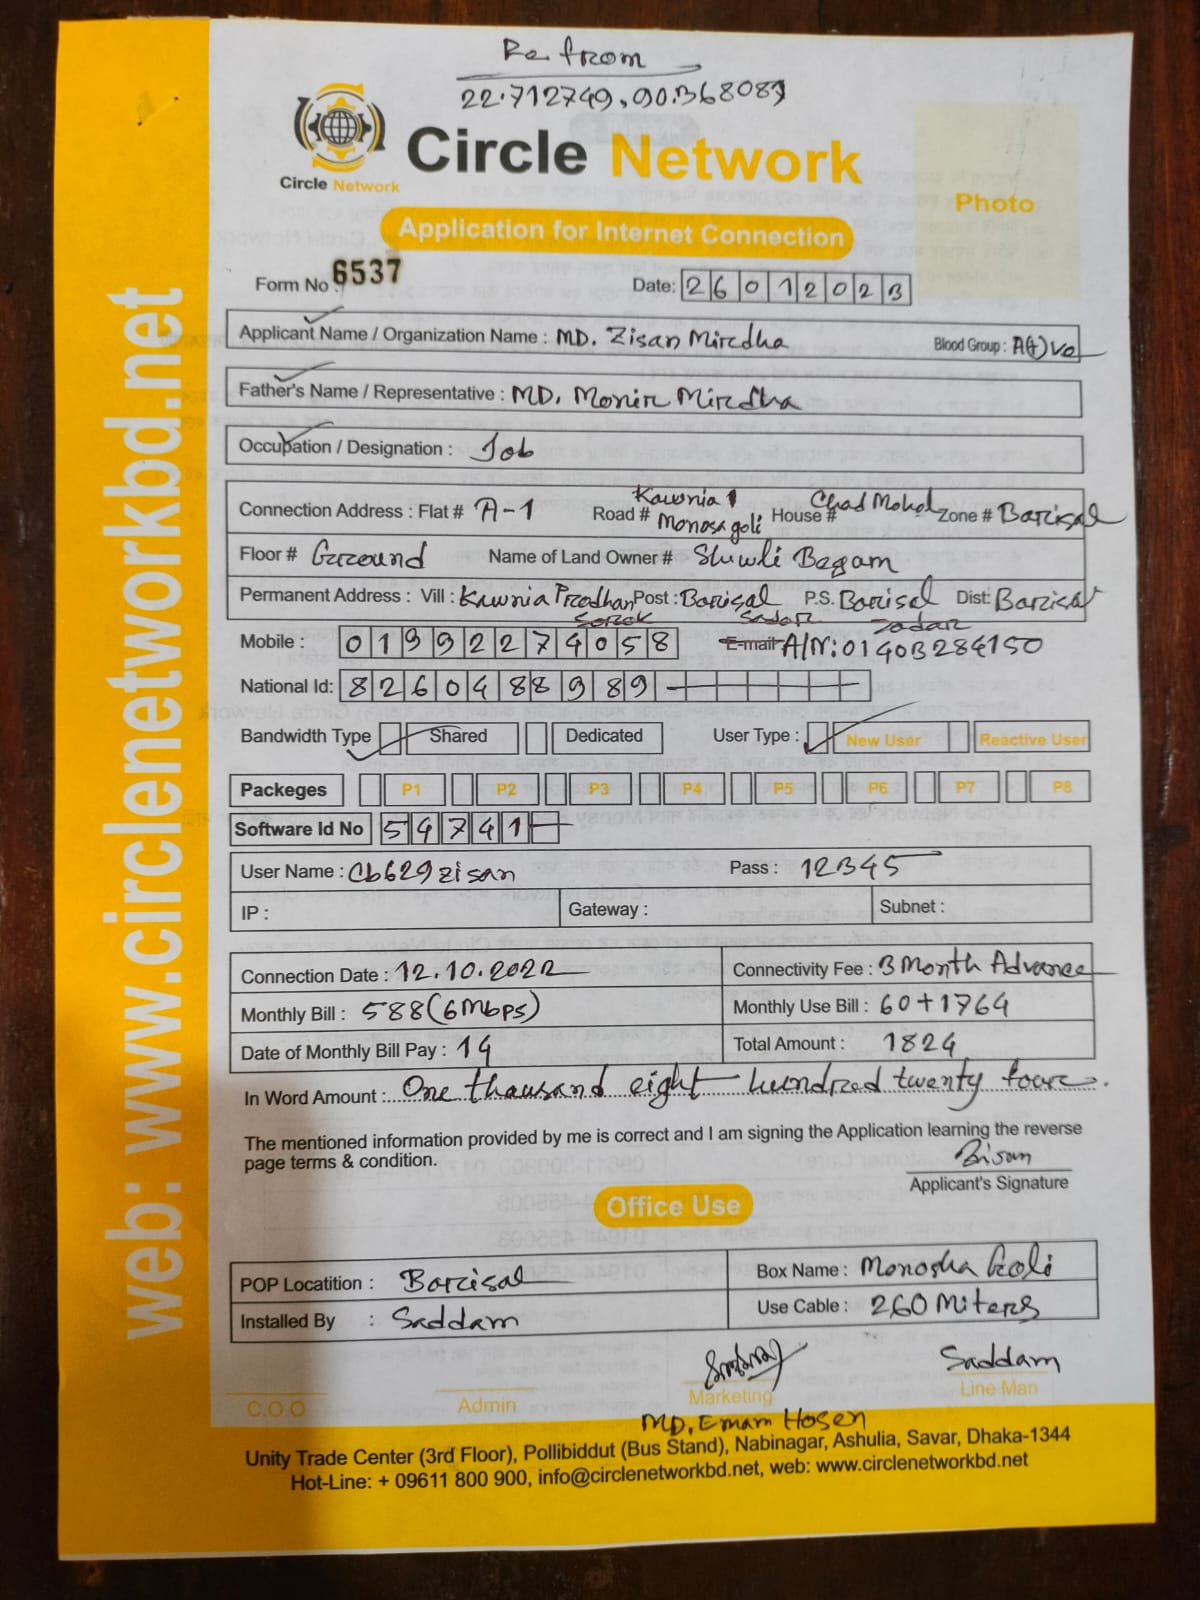 Re from
22.712749, 90.368083
Circle Network
Circle Network
Photo
Application for Internet Connection
Form No : 6537
Date: 26012023
Applicant Name / Organization Name : MD. Zisan Mirdha Blood Group : A(+)ve
Father's Name / Representative : MD. Monir Mirdha
Occupation / Designation : Job
Connection Address : Flat # A-1 Road # Kawnia 1 Monosa goli House # Chad Mohol Zone # Barisal
Floor # Ground Name of Land Owner # Shiwli Begam
Permanent Address : Vill : Kawnia Prodhan Sorok Post : Barisal Sadar P.S. Barisal Sadar Dist: Barisal
Mobile : 01992274058 E-mail A/N: 01403284150
National Id: 8260488989
Bandwidth Type Shared Dedicated User Type : New User Reactive User
Packeges P1 P2 P3 P4 P5 P6 P7 P8
Software Id No 54741
User Name : Cb629zisan Pass : 12345
IP : Gateway : Subnet :
Connection Date : 12.10.2022 Connectivity Fee : 3 Month Advance
Monthly Bill : 588 (6Mbps) Monthly Use Bill : 60+1764
Date of Monthly Bill Pay : 14 Total Amount : 1824
In Word Amount : One thousand eight hundred twenty four.
The mentioned information provided by me is correct and I am signing the Application learning the reverse
page terms & condition.
Zisan
Applicant's Signature
Office Use
POP Locatition : Barisal Box Name : Monosha Goli
Installed By : Saddam Use Cable : 260 Miters
Saddam
C.O.O Admin Marketing Line Man
MD. Emam Hosen
Unity Trade Center (3rd Floor), Pollibiddut (Bus Stand), Nabinagar, Ashulia, Savar, Dhaka-1344
Hot-Line: + 09611 800 900, info@circlenetworkbd.net, web: www.circlenetworkbd.net
web: www.circlenetworkbd.net